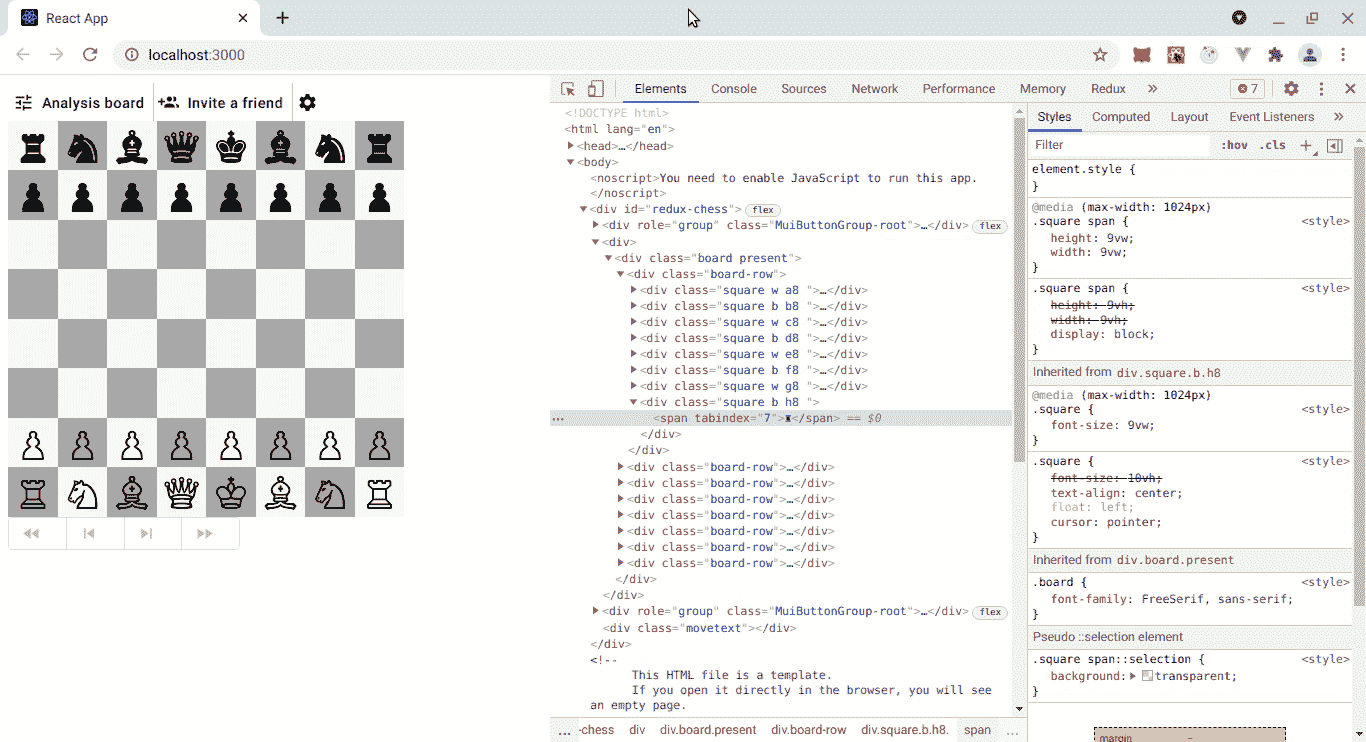 React App
localhost:3000
Analysis board
Invite a friend
Elements
Console
Sources
Network
Performance
Memory
Redux
»
7
<!DOCTYPE html>
<html lang="en">
<head>…</head>
<body>
<noscript>You need to enable JavaScript to run this app.
</noscript>
<div id="redux-chess"> flex
<div role="group" class="MuiButtonGroup-root">…</div> flex
<div>
<div class="board present">
<div class="board-row">
<div class="square w a8 ">…</div>
<div class="square b b8 ">…</div>
<div class="square w c8 ">…</div>
<div class="square b d8 ">…</div>
<div class="square w e8 ">…</div>
<div class="square b f8 ">…</div>
<div class="square w g8 ">…</div>
<div class="square b h8 ">
… <span tabindex="7">♜</span> == $0
</div>
</div>
<div class="board-row">…</div>
<div class="board-row">…</div>
<div class="board-row">…</div>
<div class="board-row">…</div>
<div class="board-row">…</div>
<div class="board-row">…</div>
<div class="board-row">…</div>
</div>
</div>
<div role="group" class="MuiButtonGroup-root">…</div> flex
<div class="movetext"></div>
</div>
<!--
This HTML file is a template.
If you open it directly in the browser, you will see
an empty page.
… -chess div div.board.present div.board-row div.square.b.h8. span …
Styles
Computed
Layout
Event Listeners
»
Filter
:hov .cls +
element.style {
}
@media (max-width: 1024px)
.square span { <style>
height: 9vw;
width: 9vw;
}
.square span { <style>
height: 9vh;
width: 9vh;
display: block;
}
Inherited from div.square.b.h8
@media (max-width: 1024px)
.square { <style>
font-size: 9vw;
}
.square { <style>
font-size: 10vh;
text-align: center;
float: left;
cursor: pointer;
}
Inherited from div.board.present
.board { <style>
font-family: FreeSerif, sans-serif;
}
Pseudo ::selection element
.square span::selection { <style>
background: transparent;
}
margin –